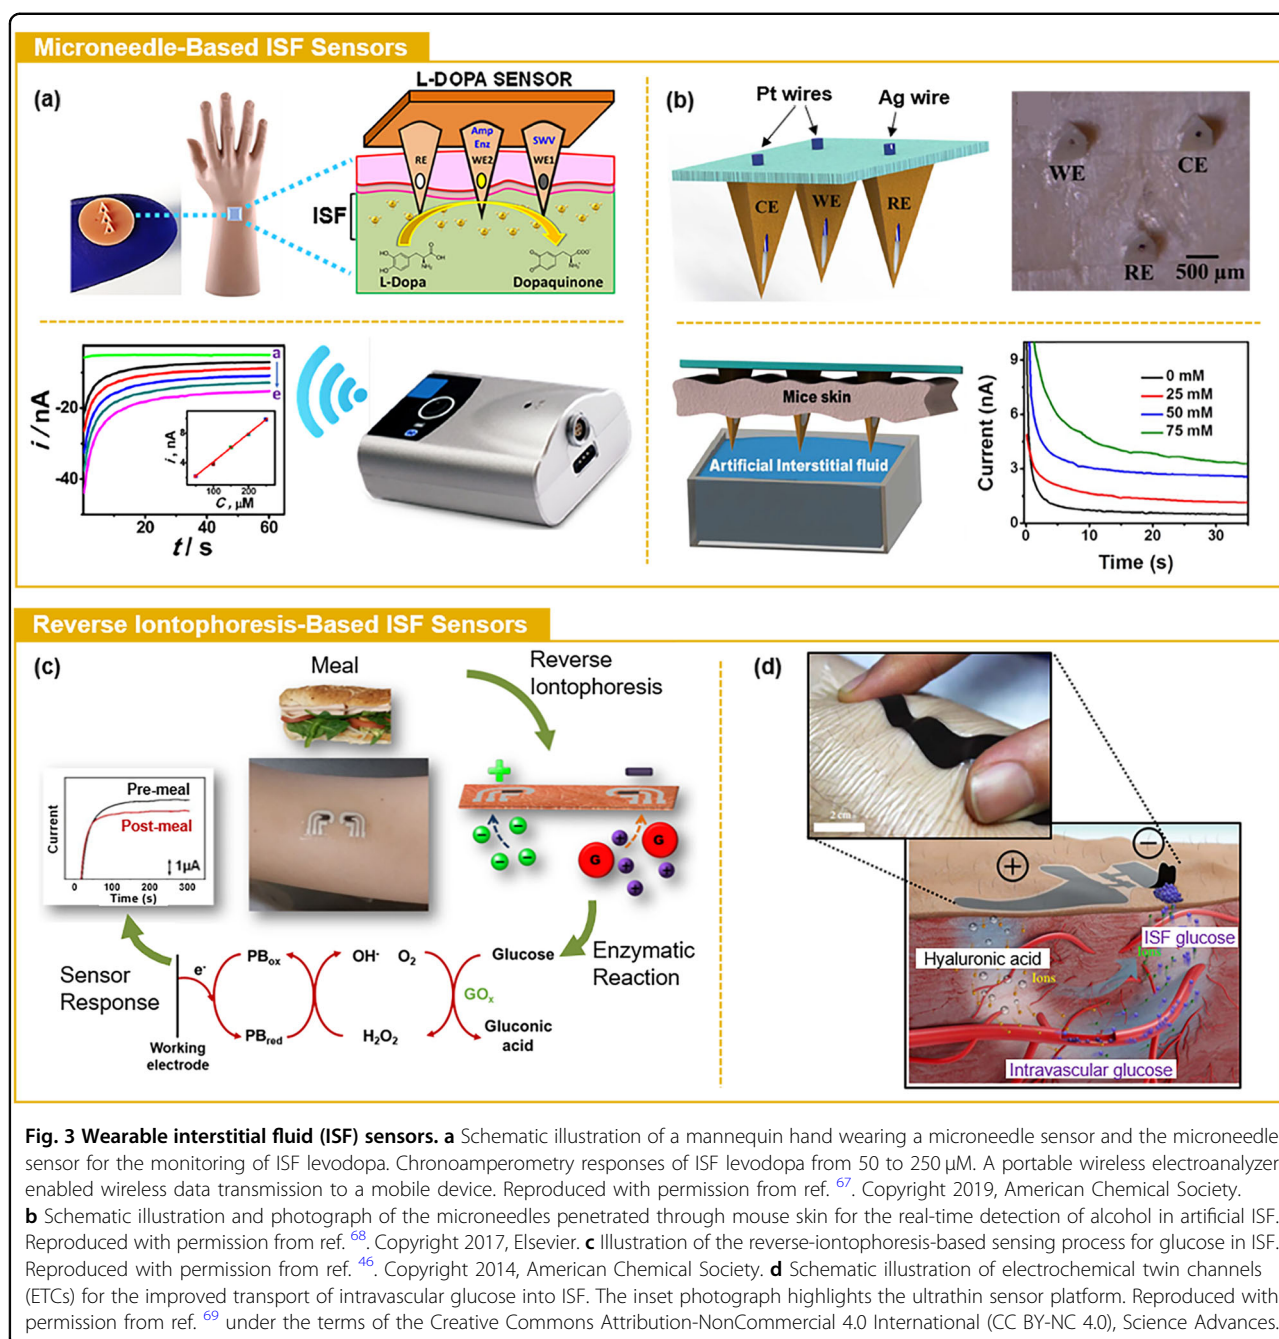 Microneedle-Based ISF Sensors
(a)
L-DOPA SENSOR
RE
Amp
Enz
WE2
SWV
WE1
ISF
L-Dopa
Dopaquinone
OH
NH₂
HO
HO
COO⁻
NH₃⁺
O
O
i / nA
-20
-40
20
40
60
t / s
a
e
i, nA
8
4
100
200
C, µM
(b)
Pt wires
Ag wire
CE
WE
RE
WE
CE
RE
500 µm
Mice skin
Artificial Interstitial fluid
Current (nA)
9
6
3
0
0
10
20
30
Time (s)
0 mM
25 mM
50 mM
75 mM
Reverse Iontophoresis-Based ISF Sensors
(c)
Meal
Reverse
Iontophoresis
+
−
G
G
Enzymatic
Reaction
Current
Pre-meal
Post-meal
1µA
0
100
200
300
Time (s)
Sensor
Response
e⁻
Working
electrode
PBox
PBred
OH⁻
H₂O₂
O₂
GOx
Glucose
Gluconic
acid
(d)
2 cm
+
−
Hyaluronic acid
Ions
ISF glucose
Ions
Intravascular glucose
Fig. 3 Wearable interstitial fluid (ISF) sensors. a Schematic illustration of a mannequin hand wearing a microneedle sensor and the microneedle
sensor for the monitoring of ISF levodopa. Chronoamperometry responses of ISF levodopa from 50 to 250 µM. A portable wireless electroanalyzer
enabled wireless data transmission to a mobile device. Reproduced with permission from ref. 67. Copyright 2019, American Chemical Society.
b Schematic illustration and photograph of the microneedles penetrated through mouse skin for the real-time detection of alcohol in artificial ISF.
Reproduced with permission from ref. 68. Copyright 2017, Elsevier. c Illustration of the reverse-iontophoresis-based sensing process for glucose in ISF.
Reproduced with permission from ref. 46. Copyright 2014, American Chemical Society. d Schematic illustration of electrochemical twin channels
(ETCs) for the improved transport of intravascular glucose into ISF. The inset photograph highlights the ultrathin sensor platform. Reproduced with
permission from ref. 69 under the terms of the Creative Commons Attribution-NonCommercial 4.0 International (CC BY-NC 4.0), Science Advances.